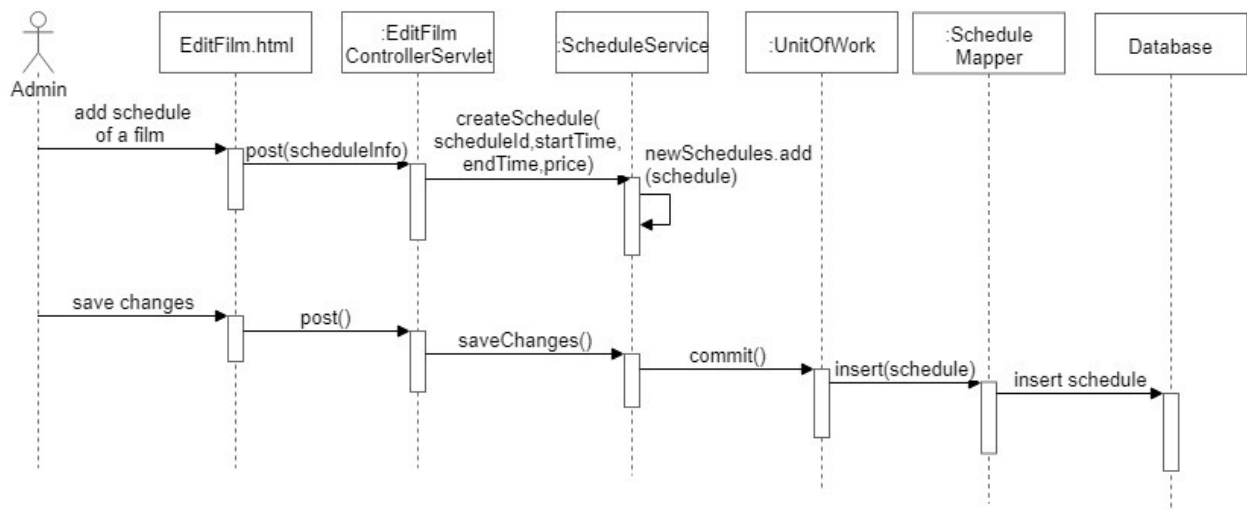 Admin
EditFilm.html
:EditFilm
ControllerServlet
:ScheduleService
:UnitOfWork
:Schedule
Mapper
Database
add schedule
of a film
post(scheduleInfo)
createSchedule(
scheduleId,startTime,
endTime,price)
newSchedules.add
(schedule)
save changes
post()
saveChanges()
commit()
insert(schedule)
insert schedule